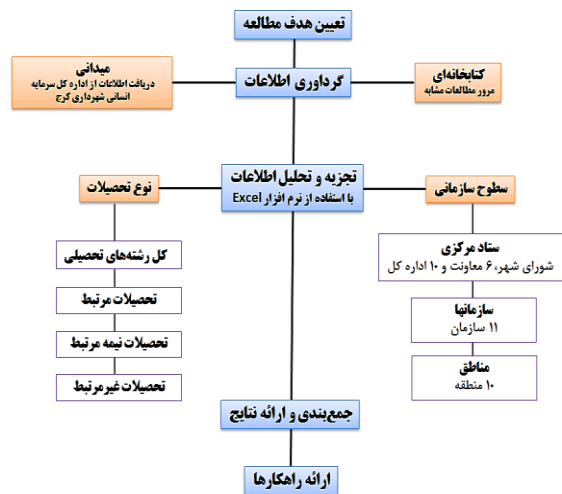 تعیین هدف مطالعه
گردآوری اطلاعات
کتابخانه‌ای
مرور مطالعات مشابه
میدانی
دریافت اطلاعات از اداره کل سرمایه
انسانی شهرداری کرج
تجزیه و تحلیل اطلاعات
با استفاده از نرم افزار Excel
سطوح سازمانی
ستاد مرکزی
شورای شهر، ۶ معاونت و ۱۰ اداره کل
سازمانها
۱۱ سازمان
مناطق
۱۰ منطقه
نوع تحصیلات
کل رشته‌های تحصیلی
تحصیلات مرتبط
تحصیلات نیمه مرتبط
تحصیلات غیرمرتبط
جمع‌بندی و ارائه نتایج
ارائه راهکارها